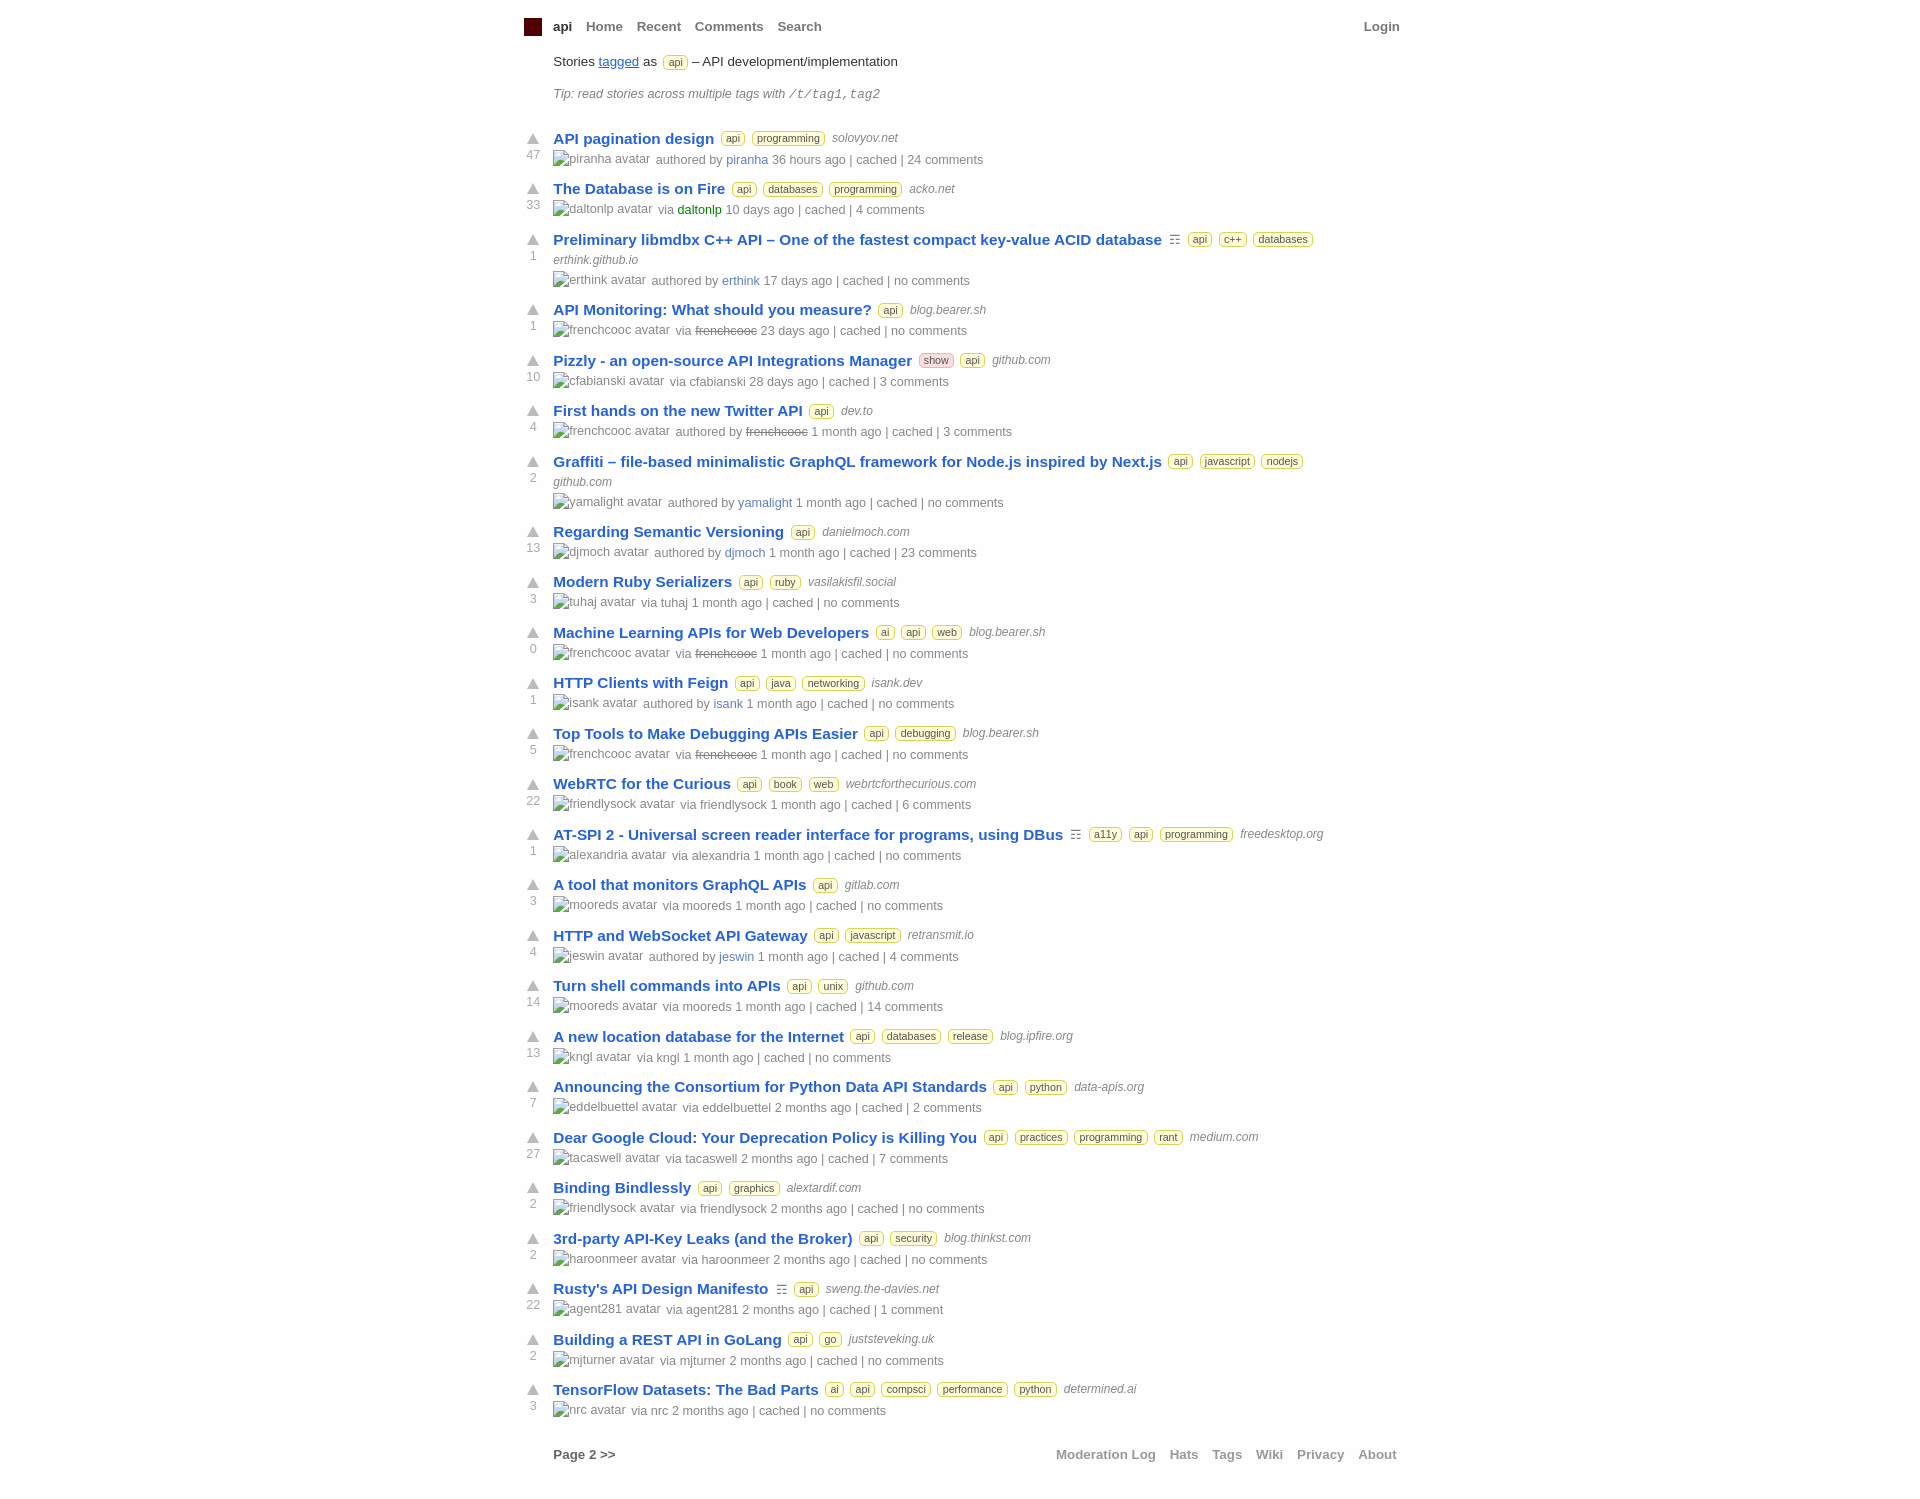 api Home Recent Comments Search Login
Stories tagged as api – API development/implementation
Tip: read stories across multiple tags with /t/tag1,tag2
API pagination design api programming solovyov.net
47 piranha avatar authored by piranha 36 hours ago | cached | 24 comments
The Database is on Fire api databases programming acko.net
33 daltonlp avatar via daltonlp 10 days ago | cached | 4 comments
Preliminary libmdbx C++ API – One of the fastest compact key-value ACID database ☶ api c++ databases
1 erthink.github.io
erthink avatar authored by erthink 17 days ago | cached | no comments
API Monitoring: What should you measure? api blog.bearer.sh
1 frenchcooc avatar via frenchcooc 23 days ago | cached | no comments
Pizzly - an open-source API Integrations Manager show api github.com
10 cfabianski avatar via cfabianski 28 days ago | cached | 3 comments
First hands on the new Twitter API api dev.to
4 frenchcooc avatar authored by frenchcooc 1 month ago | cached | 3 comments
Graffiti – file-based minimalistic GraphQL framework for Node.js inspired by Next.js api javascript nodejs
2 github.com
yamalight avatar authored by yamalight 1 month ago | cached | no comments
Regarding Semantic Versioning api danielmoch.com
13 djmoch avatar authored by djmoch 1 month ago | cached | 23 comments
Modern Ruby Serializers api ruby vasilakisfil.social
3 tuhaj avatar via tuhaj 1 month ago | cached | no comments
Machine Learning APIs for Web Developers ai api web blog.bearer.sh
0 frenchcooc avatar via frenchcooc 1 month ago | cached | no comments
HTTP Clients with Feign api java networking isank.dev
1 isank avatar authored by isank 1 month ago | cached | no comments
Top Tools to Make Debugging APIs Easier api debugging blog.bearer.sh
5 frenchcooc avatar via frenchcooc 1 month ago | cached | no comments
WebRTC for the Curious api book web webrtcforthecurious.com
22 friendlysock avatar via friendlysock 1 month ago | cached | 6 comments
AT-SPI 2 - Universal screen reader interface for programs, using DBus ☶ a11y api programming freedesktop.org
1 alexandria avatar via alexandria 1 month ago | cached | no comments
A tool that monitors GraphQL APIs api gitlab.com
3 mooreds avatar via mooreds 1 month ago | cached | no comments
HTTP and WebSocket API Gateway api javascript retransmit.io
4 jeswin avatar authored by jeswin 1 month ago | cached | 4 comments
Turn shell commands into APIs api unix github.com
14 mooreds avatar via mooreds 1 month ago | cached | 14 comments
A new location database for the Internet api databases release blog.ipfire.org
13 kngl avatar via kngl 1 month ago | cached | no comments
Announcing the Consortium for Python Data API Standards api python data-apis.org
7 eddelbuettel avatar via eddelbuettel 2 months ago | cached | 2 comments
Dear Google Cloud: Your Deprecation Policy is Killing You api practices programming rant medium.com
27 tacaswell avatar via tacaswell 2 months ago | cached | 7 comments
Binding Bindlessly api graphics alextardif.com
2 friendlysock avatar via friendlysock 2 months ago | cached | no comments
3rd-party API-Key Leaks (and the Broker) api security blog.thinkst.com
2 haroonmeer avatar via haroonmeer 2 months ago | cached | no comments
Rusty's API Design Manifesto ☶ api sweng.the-davies.net
22 agent281 avatar via agent281 2 months ago | cached | 1 comment
Building a REST API in GoLang api go juststeveking.uk
2 mjturner avatar via mjturner 2 months ago | cached | no comments
TensorFlow Datasets: The Bad Parts ai api compsci performance python determined.ai
3 nrc avatar via nrc 2 months ago | cached | no comments
Page 2 >> Moderation Log Hats Tags Wiki Privacy About